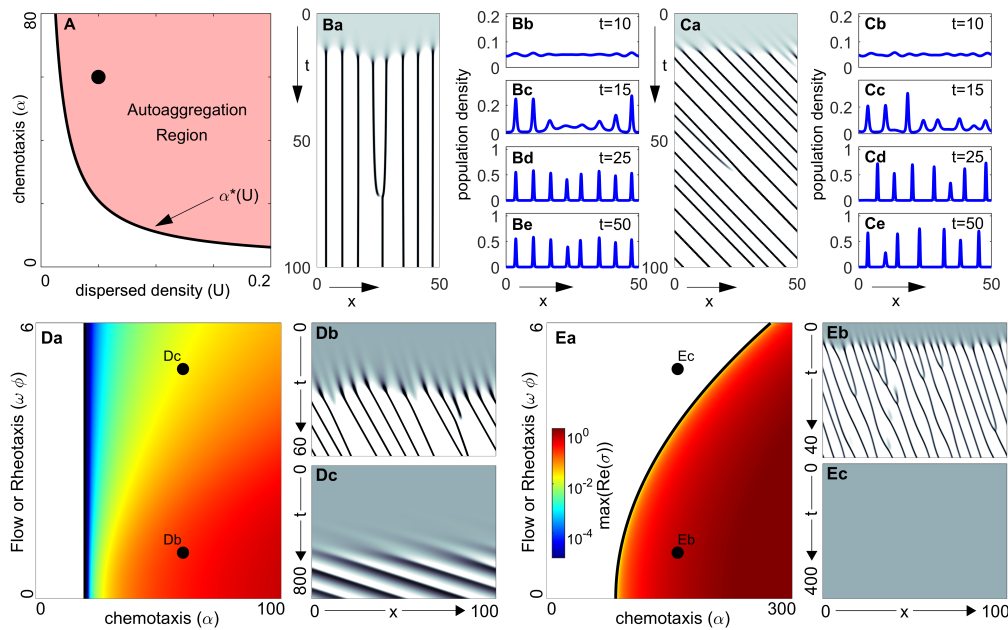 A
80
chemotaxis (α)
0
Autoaggregation
Region
α*(U)
0
0.2
dispersed density (U)
Ba
0
t
50
100
0
50
x
population density
Bb
t=10
0.2
0.1
0
Bc
t=15
0.2
0
Bd
t=25
1
0.5
0
Be
t=50
1
0.5
0
0
50
x
Ca
0
t
50
100
0
50
x
population density
Cb
t=10
0.2
0.1
0
Cc
t=15
0.2
0
Cd
t=25
1
0.5
0
Ce
t=50
1
0.5
0
0
50
x
Da
6
Flow or Rheotaxis (ω ϕ)
0
Dc
Db
0
100
chemotaxis (α)
Db
0
t
60
Dc
0
t
800
0
x
100
Ea
6
Flow or Rheotaxis (ω ϕ)
0
Ec
Eb
10^0
10^-2
10^-4
max(Re(σ))
0
300
chemotaxis (α)
Eb
0
t
40
Ec
0
t
400
0
x
100